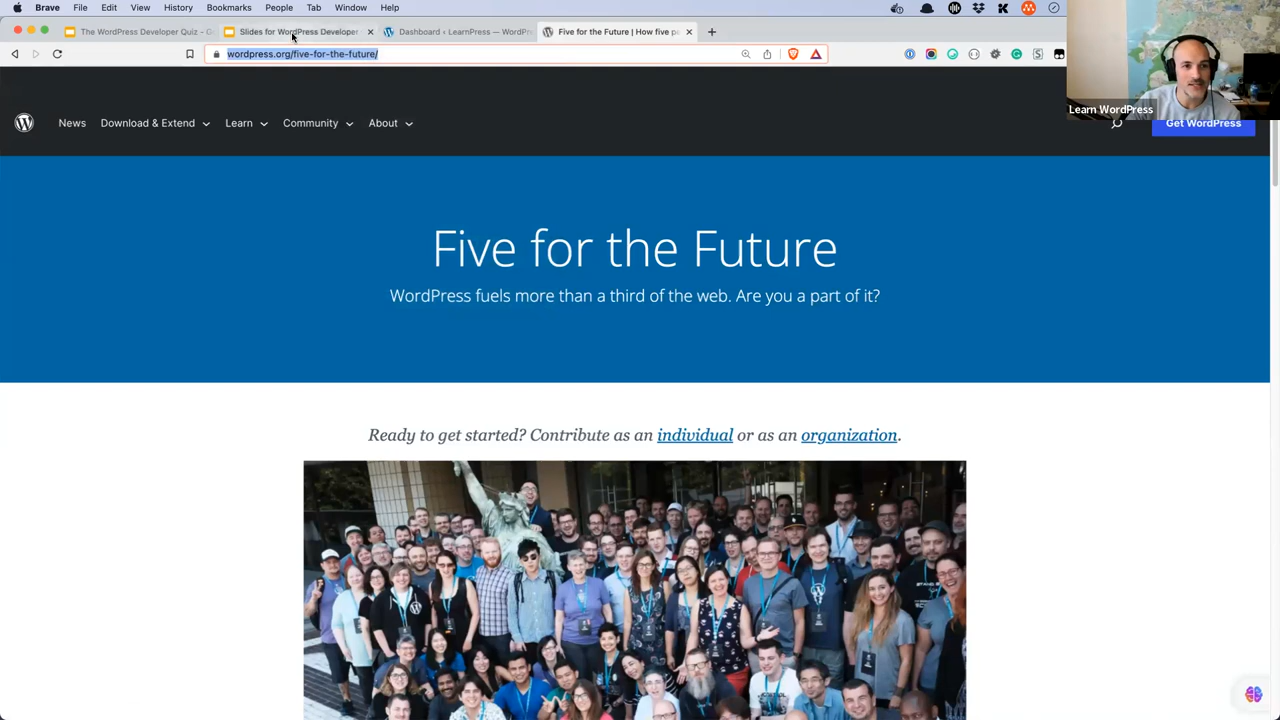 Brave File Edit View History Bookmarks People Tab Window Help
The WordPress Developer Quiz - G
Slides for WordPress Developer
Dashboard ‹ LearnPress — WordPr
Five for the Future | How five p
wordpress.org/five-for-the-future/
Learn WordPress
News Download & Extend Learn Community About
Get WordPress
Five for the Future
WordPress fuels more than a third of the web. Are you a part of it?
Ready to get started? Contribute as an individual or as an organization.